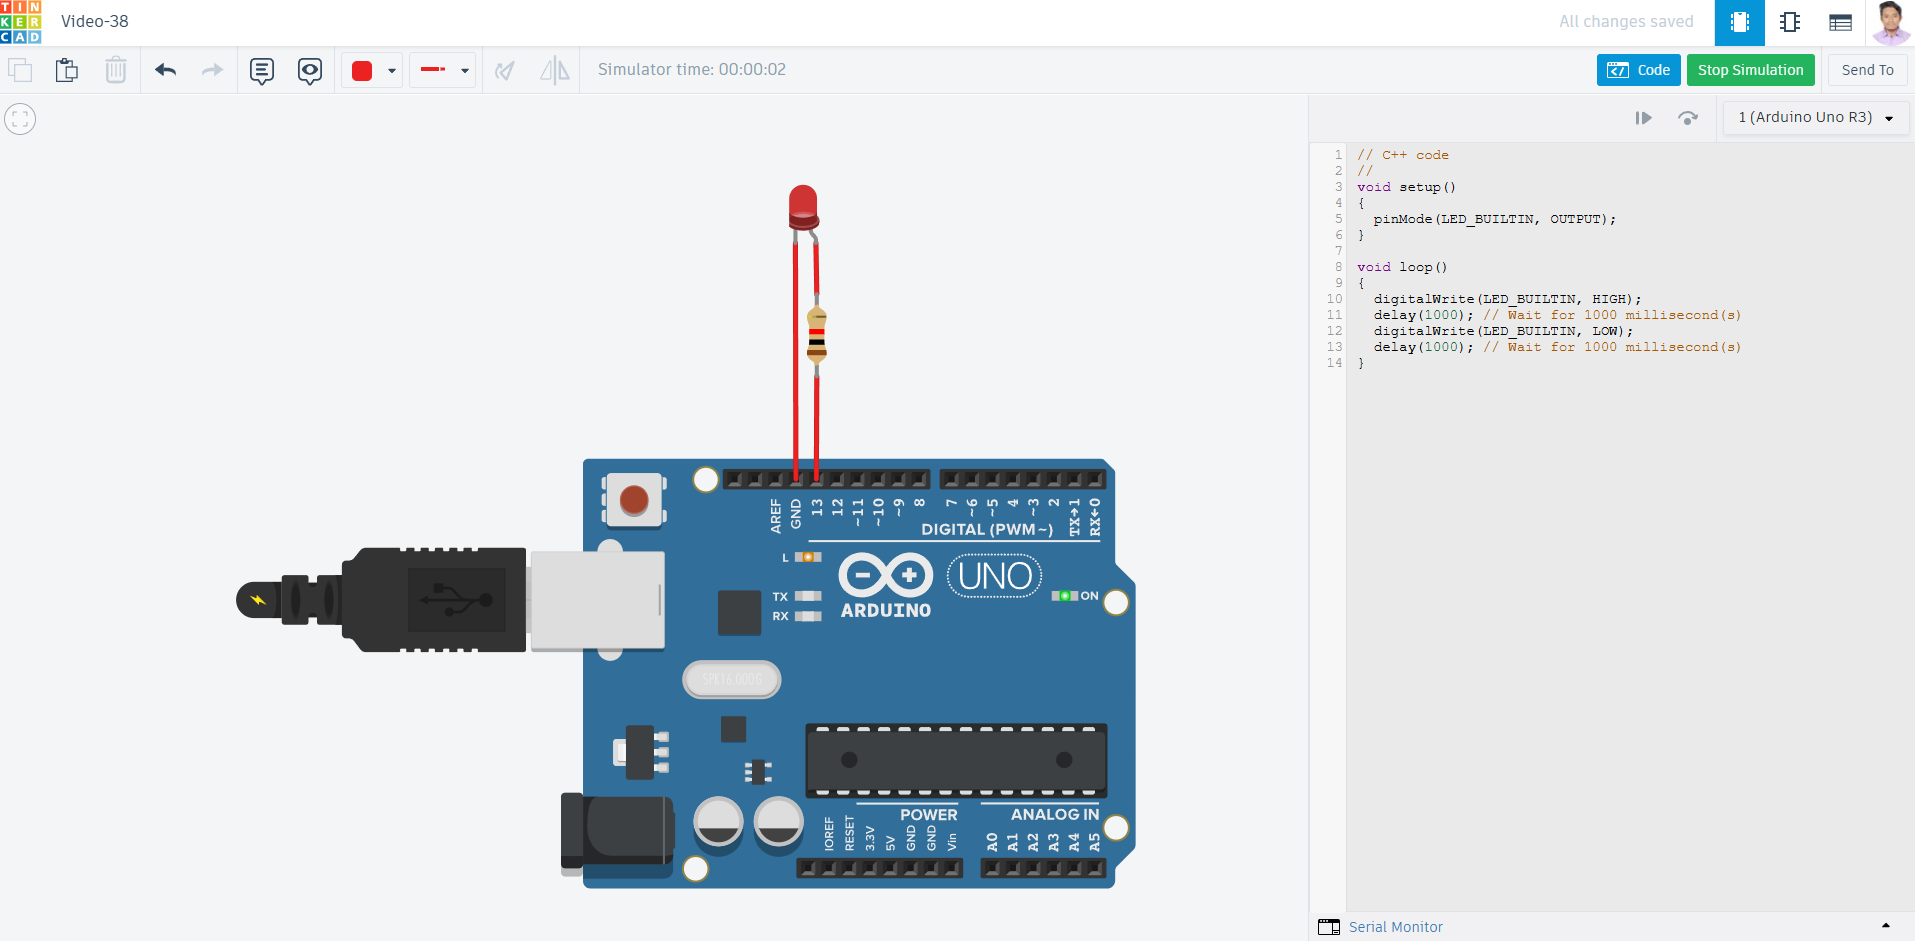 TIN
KER
CAD
Video-38
All changes saved
Simulator time: 00:00:02
Code
Stop Simulation
Send To
1 (Arduino Uno R3)
1 // C++ code
2 //
3 void setup()
4 {
5 pinMode(LED_BUILTIN, OUTPUT);
6 }
7
8 void loop()
9 {
10 digitalWrite(LED_BUILTIN, HIGH);
11 delay(1000); // Wait for 1000 millisecond(s)
12 digitalWrite(LED_BUILTIN, LOW);
13 delay(1000); // Wait for 1000 millisecond(s)
14 }
AREF GND 13 12 ~11 ~10 ~9 8 7 ~6 ~5 4 ~3 2 TX→1 RX←0
DIGITAL (PWM~)
L
UNO
TX
ON
RX
ARDUINO
SPK16.000G
POWER ANALOG IN
IOREF RESET 3.3V 5V GND GND Vin A0 A1 A2 A3 A4 A5
Serial Monitor